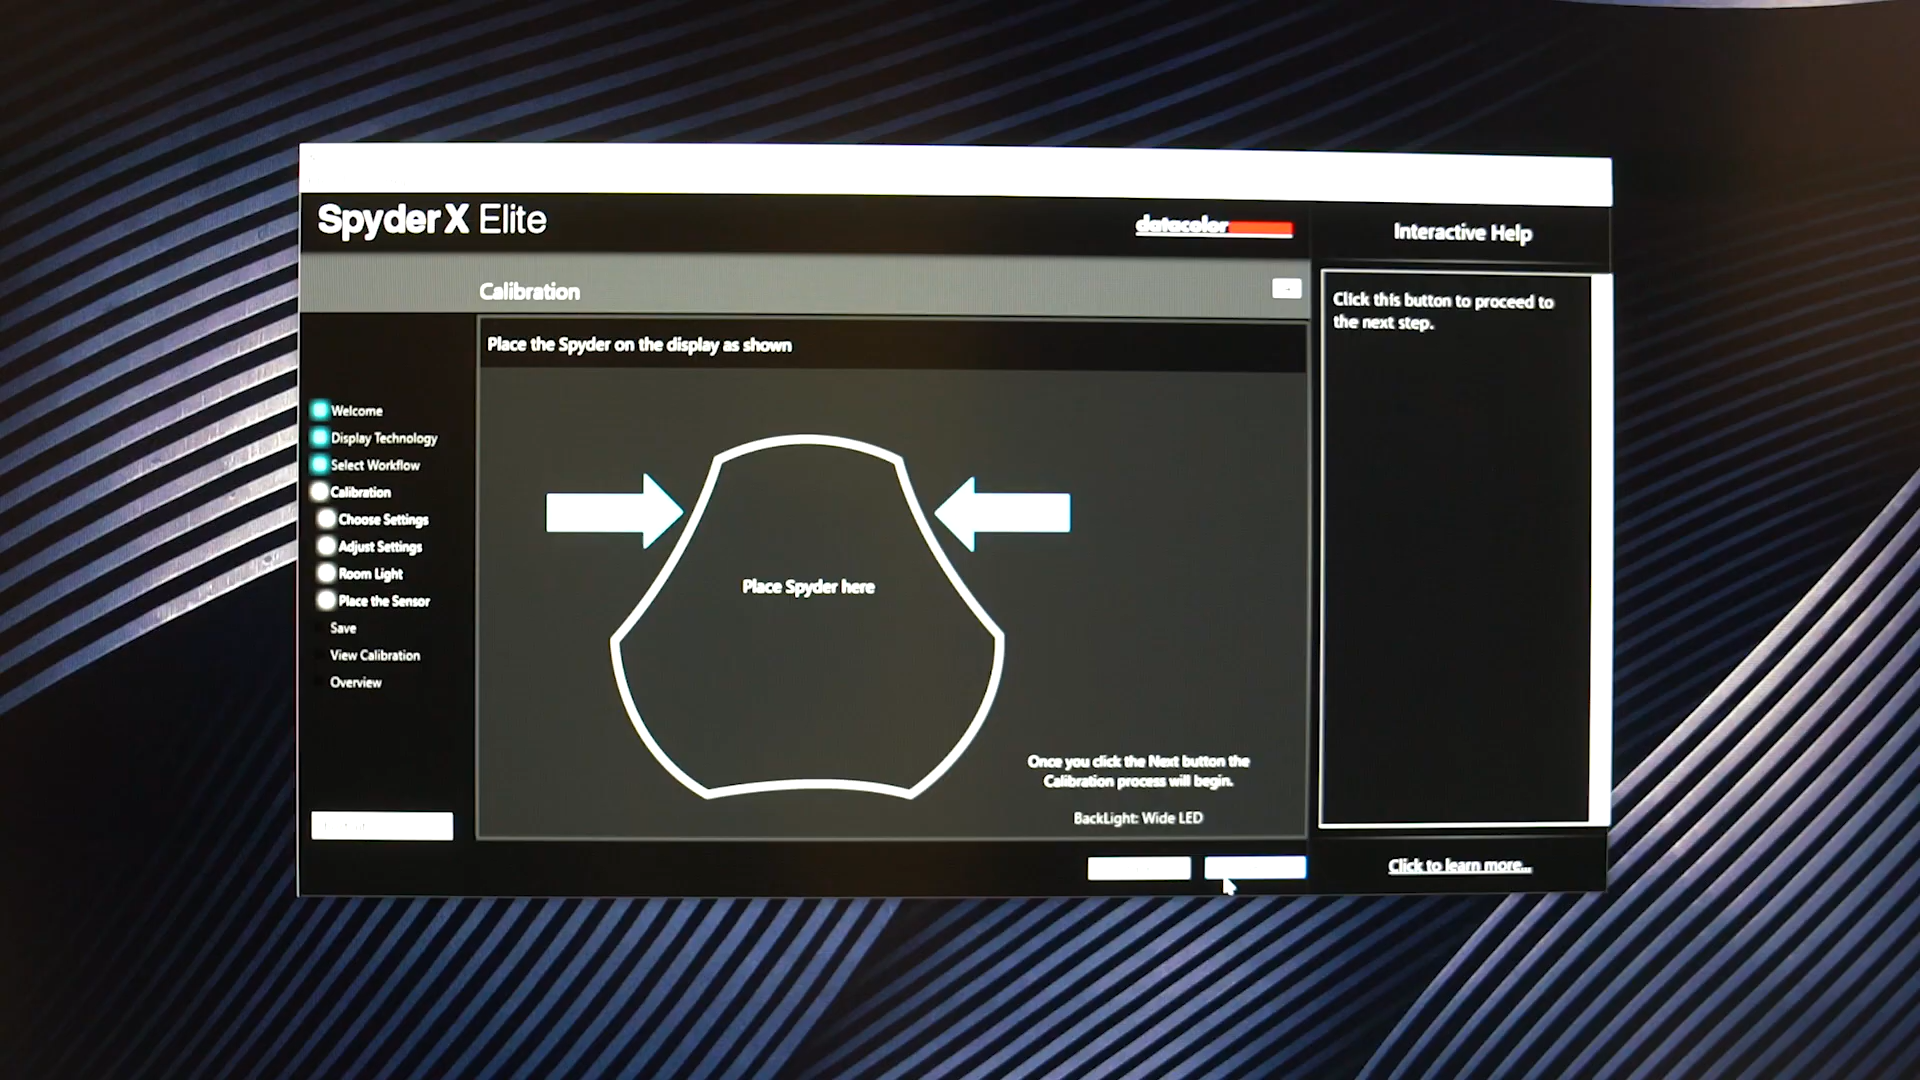 SpyderX Elite
datacolor
Interactive Help
Calibration
Click this button to proceed to
the next step.
Place the Spyder on the display as shown
Welcome
Display Technology
Select Workflow
Calibration
Choose Settings
Adjust Settings
Room Light
Place the Sensor
Save
View Calibration
Overview
Place Spyder here
Once you click the Next button the
Calibration process will begin.
BackLight: Wide LED
Click to learn more...